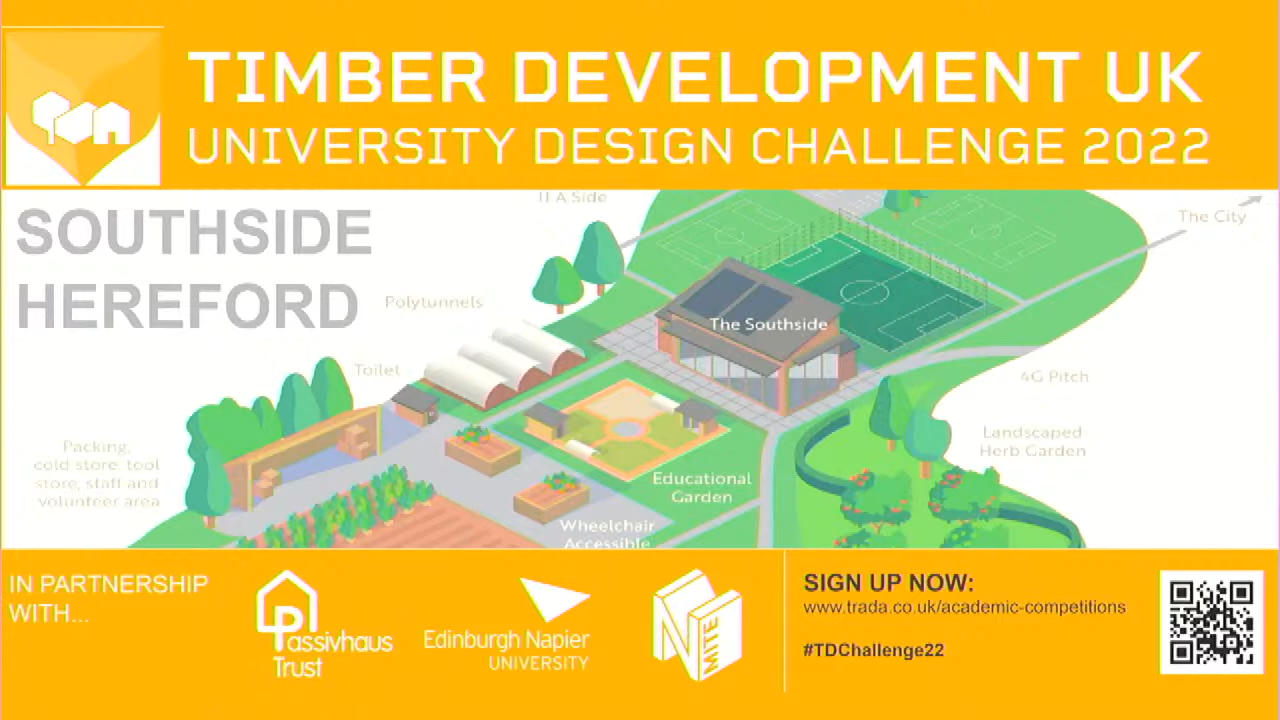 TIMBER DEVELOPMENT UK
UNIVERSITY DESIGN CHALLENGE 2022
SOUTHSIDE
HEREFORD
Side
The City
Polytunnels
The Southside
Toilet
4G Pitch
Packing,
cold store, tool
store, staff and
volunteer area
Landscaped
Herb Garden
Educational
Garden
Wheelchair
Accessible
IN PARTNERSHIP
WITH...
Passivhaus
Trust
Edinburgh Napier
UNIVERSITY
N
MITE
SIGN UP NOW:
www.trada.co.uk/academic-competitions
#TDChallenge22